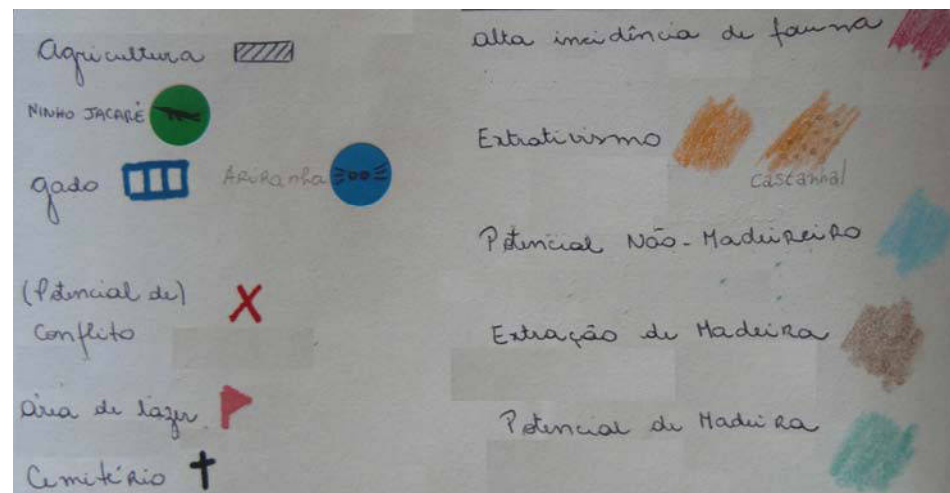 Agricultura
NINHO JACARÉ
gado
ARiRanha
(Potencial de)
Conflito
área de lazer
Cemitério
alta incidência de fauna
Extrativismo
castanhal
Potencial Não-Madeireiro
Extração de Madeira
Potencial de Madeira